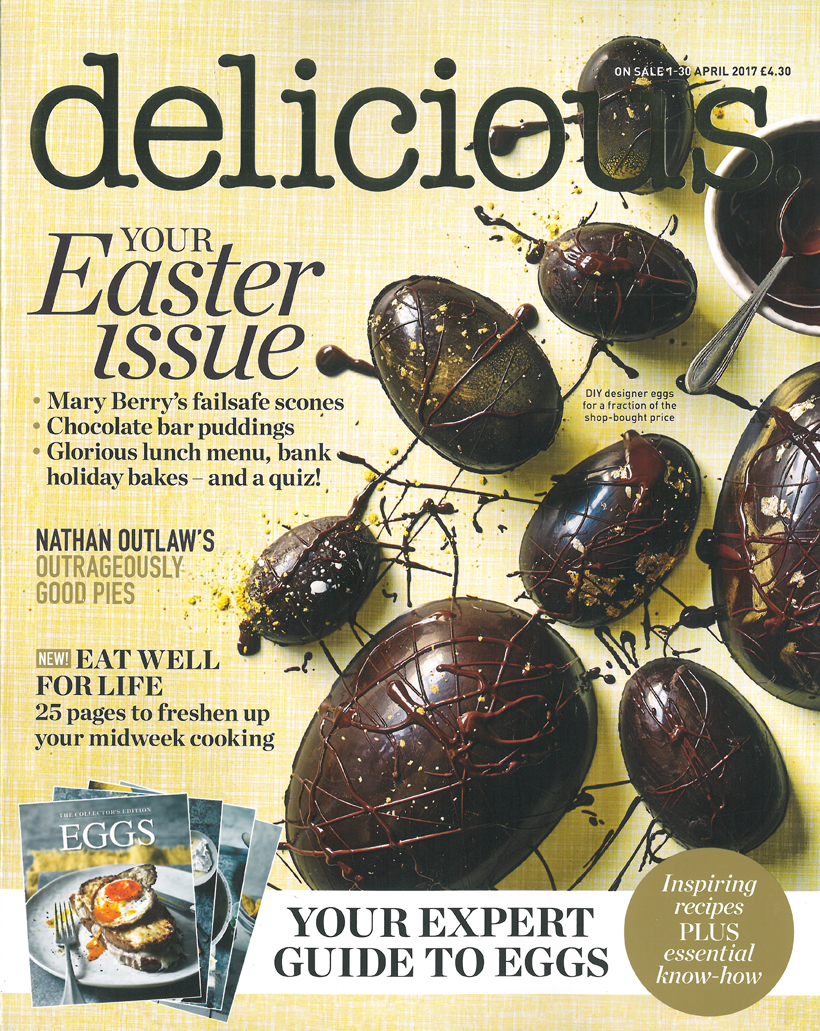 ON SALE 1-30 APRIL 2017 £4.30
delicious.
YOUR
Easter
issue
• Mary Berry's failsafe scones
• Chocolate bar puddings
• Glorious lunch menu, bank
holiday bakes – and a quiz!
DIY designer eggs
for a fraction of the
shop-bought price
NATHAN OUTLAW'S
OUTRAGEOUSLY
GOOD PIES
NEW! EAT WELL
FOR LIFE
25 pages to freshen up
your midweek cooking
THE COLLECTOR'S EDITION
EGGS
YOUR EXPERT
GUIDE TO EGGS
Inspiring
recipes
PLUS
essential
know-how